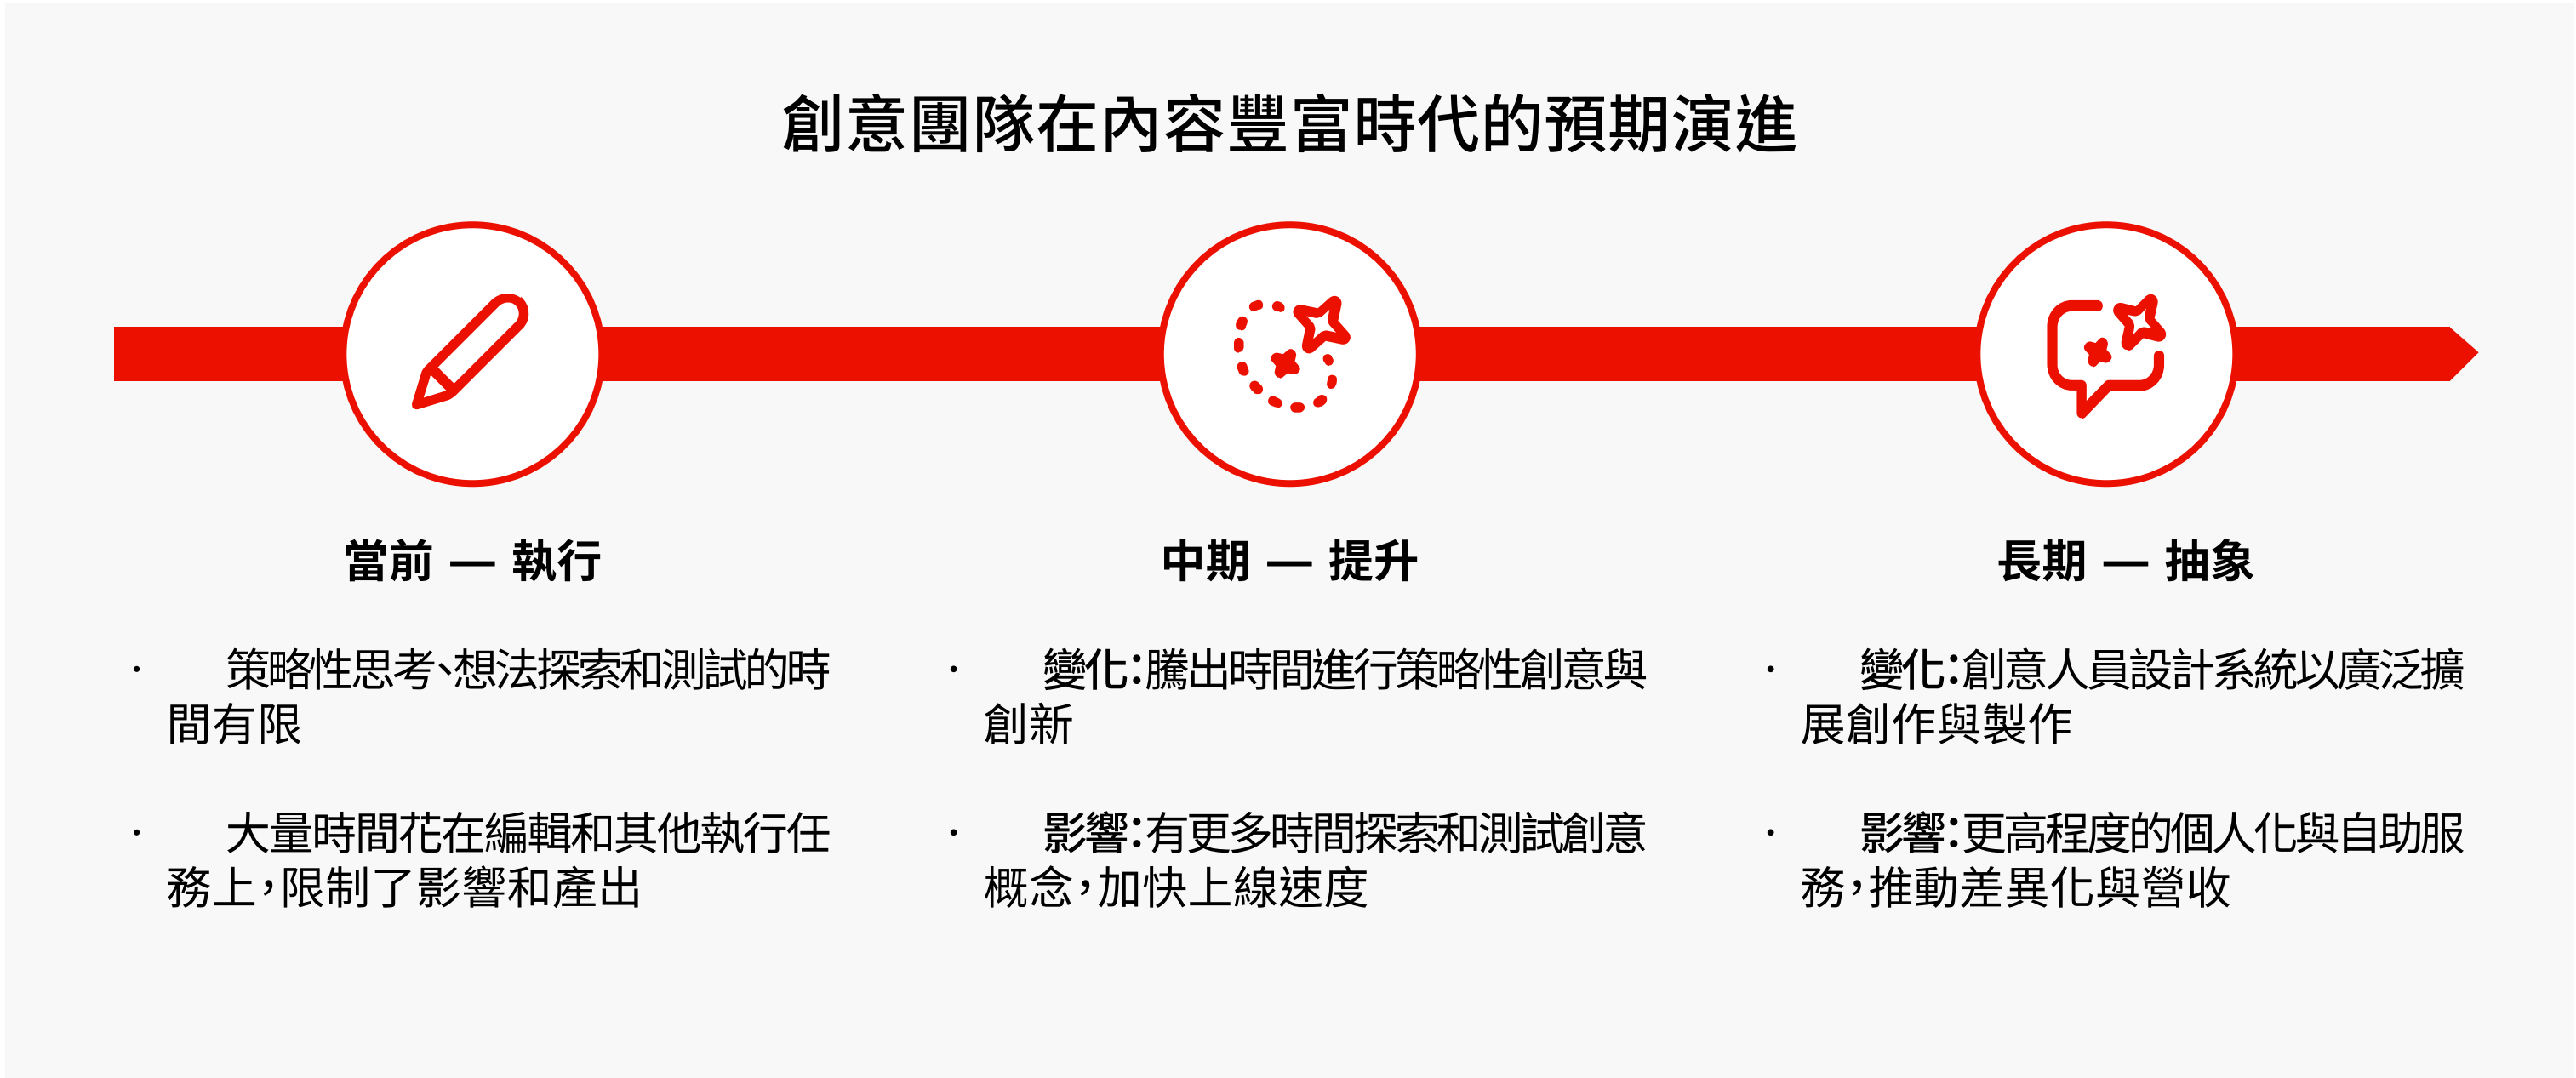 創意團隊在內容豐富時代的預期演進
當前 — 執行
· 策略性思考、想法探索和測試的時
間有限
· 大量時間花在編輯和其他執行任
務上，限制了影響和產出
中期 — 提升
· 變化：騰出時間進行策略性創意與
創新
· 影響：有更多時間探索和測試創意
概念，加快上線速度
長期 — 抽象
· 變化：創意人員設計系統以廣泛擴
展創作與製作
· 影響：更高程度的個人化與自助服
務，推動差異化與營收